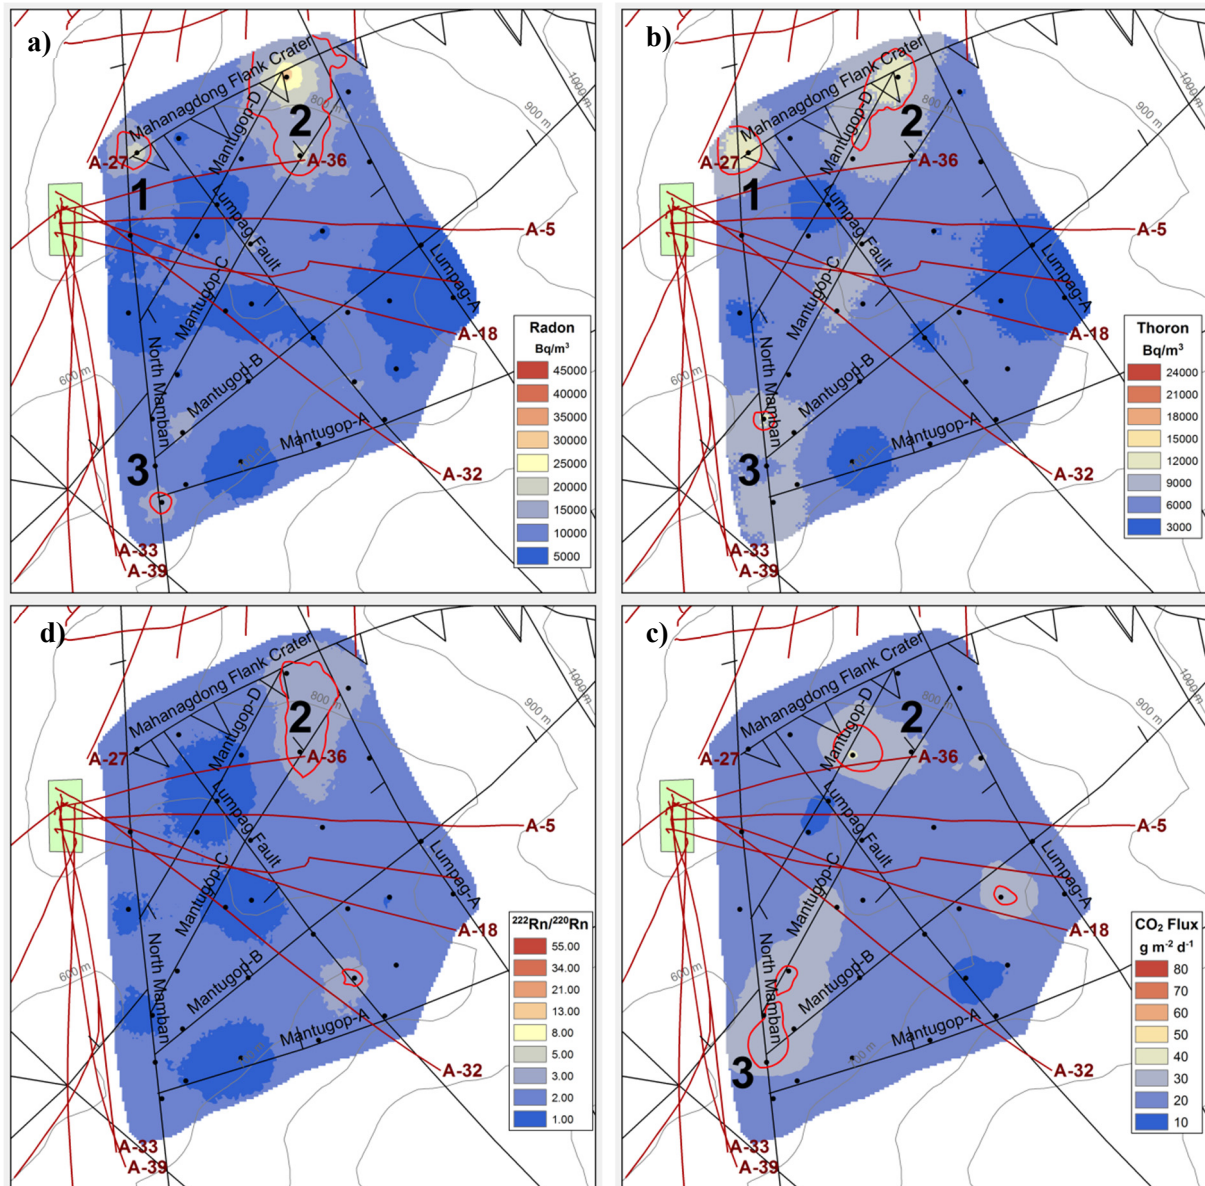 a)
Mahanagdong Flank Crater
Mantugop-D
800 m
2
1000 m
900 m
A-27
A-36
1
Lumpag Fault
A-5
Lumpag-A
Mantugop-C
A-18
North Mamban
Mantugop-B
600 m
Mantugop-A
3
A-32
A-33
A-39
Radon
Bq/m³
45000
40000
35000
30000
25000
20000
15000
10000
5000
b)
Mahanagdong Flank Crater
Mantugop-D
800 m
2
1000 m
900 m
A-27
A-36
1
Lumpag Fault
A-5
Lumpag-A
Mantugop-C
A-18
North Mamban
Mantugop-B
600 m
Mantugop-A
3
A-32
A-33
A-39
Thoron
Bq/m³
24000
21000
18000
15000
12000
9000
6000
3000
d)
Mahanagdong Flank Crater
Mantugop-D
800 m
2
1000 m
900 m
A-27
A-36
Lumpag Fault
A-5
Lumpag-A
Mantugop-C
A-18
North Mamban
Mantugop-B
600 m
Mantugop-A
A-32
A-33
A-39
²²²Rn/²²⁰Rn
55.00
34.00
21.00
13.00
8.00
5.00
3.00
2.00
1.00
c)
Mahanagdong Flank Crater
Mantugop-D
800 m
2
1000 m
900 m
A-27
A-36
Lumpag Fault
A-5
Lumpag-A
Mantugop-C
A-18
North Mamban
Mantugop-B
600 m
Mantugop-A
3
A-32
A-33
A-39
CO₂ Flux
g m⁻² d⁻¹
80
70
60
50
40
30
20
10